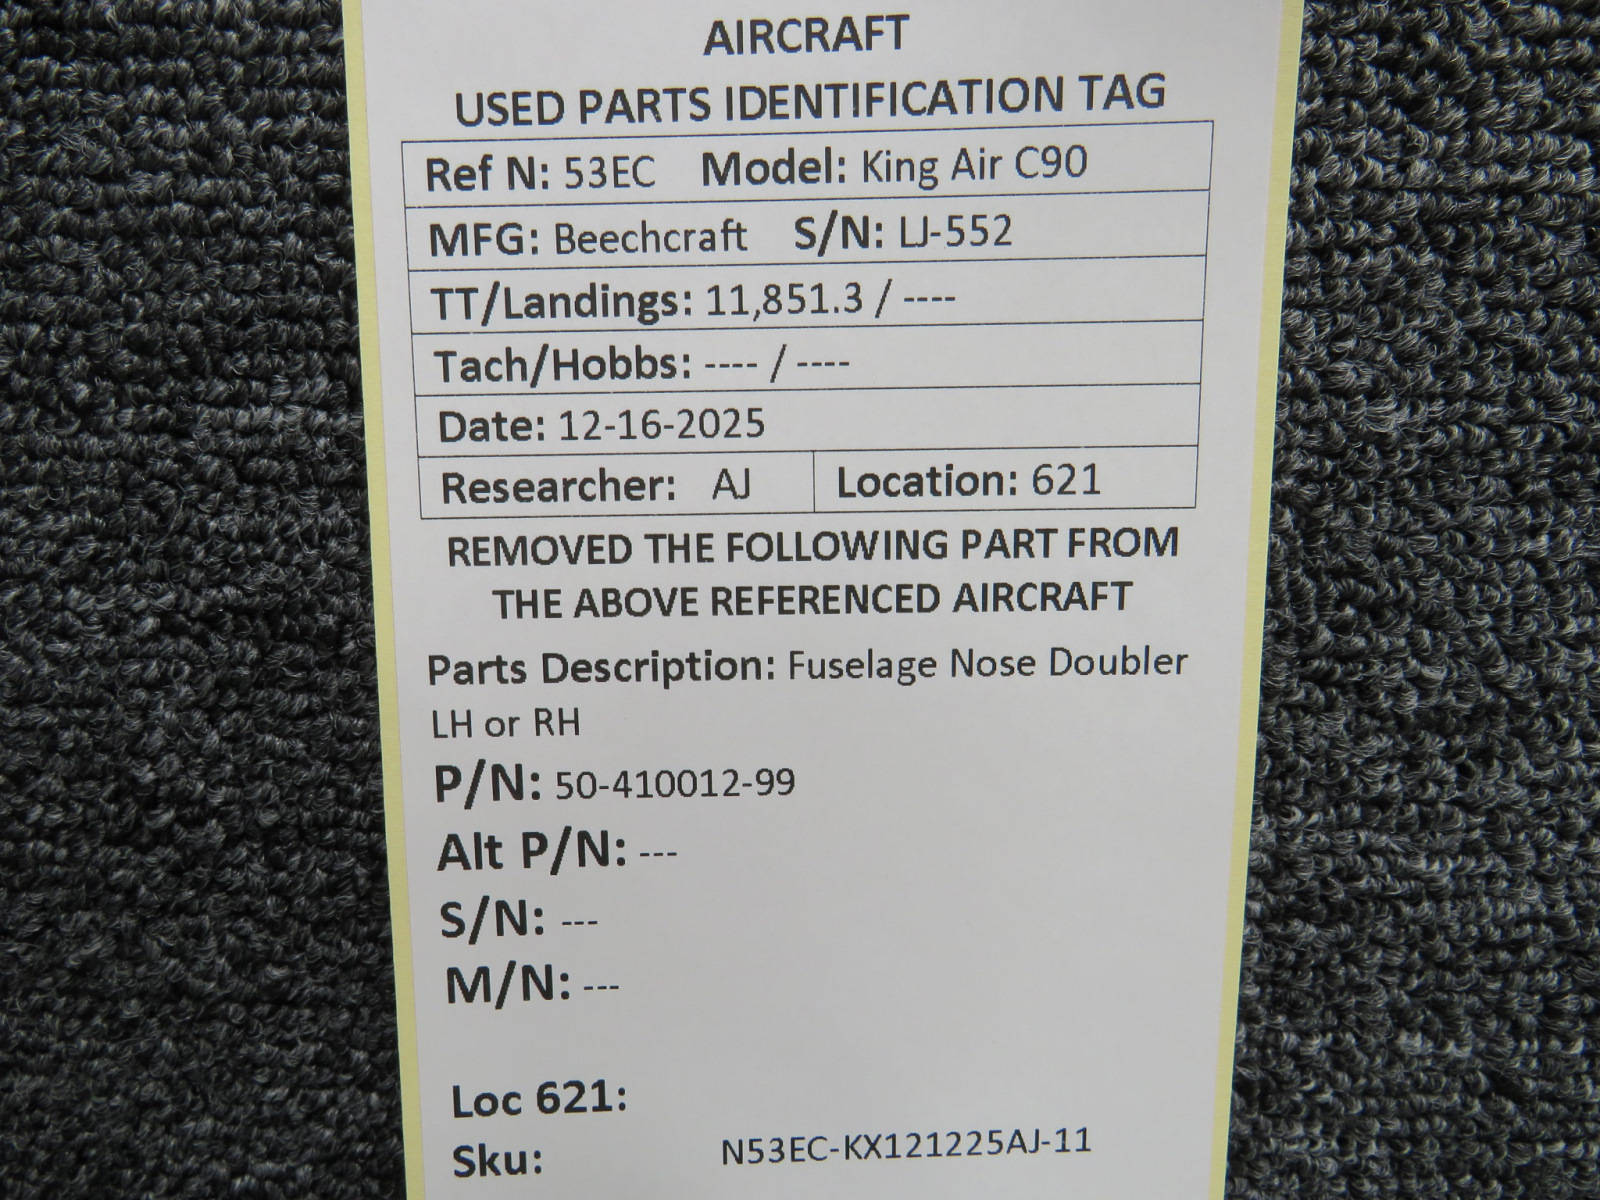 AIRCRAFT
USED PARTS IDENTIFICATION TAG
Ref N: 53EC Model: King Air C90
MFG: Beechcraft S/N: LJ-552
TT/Landings: 11,851.3 / ----
Tach/Hobbs: ---- / ----
Date: 12-16-2025
Researcher: AJ Location: 621
REMOVED THE FOLLOWING PART FROM
THE ABOVE REFERENCED AIRCRAFT
Parts Description: Fuselage Nose Doubler
LH or RH
P/N: 50-410012-99
Alt P/N: ---
S/N: ---
M/N: ---
Loc 621:
Sku: N53EC-KX121225AJ-11